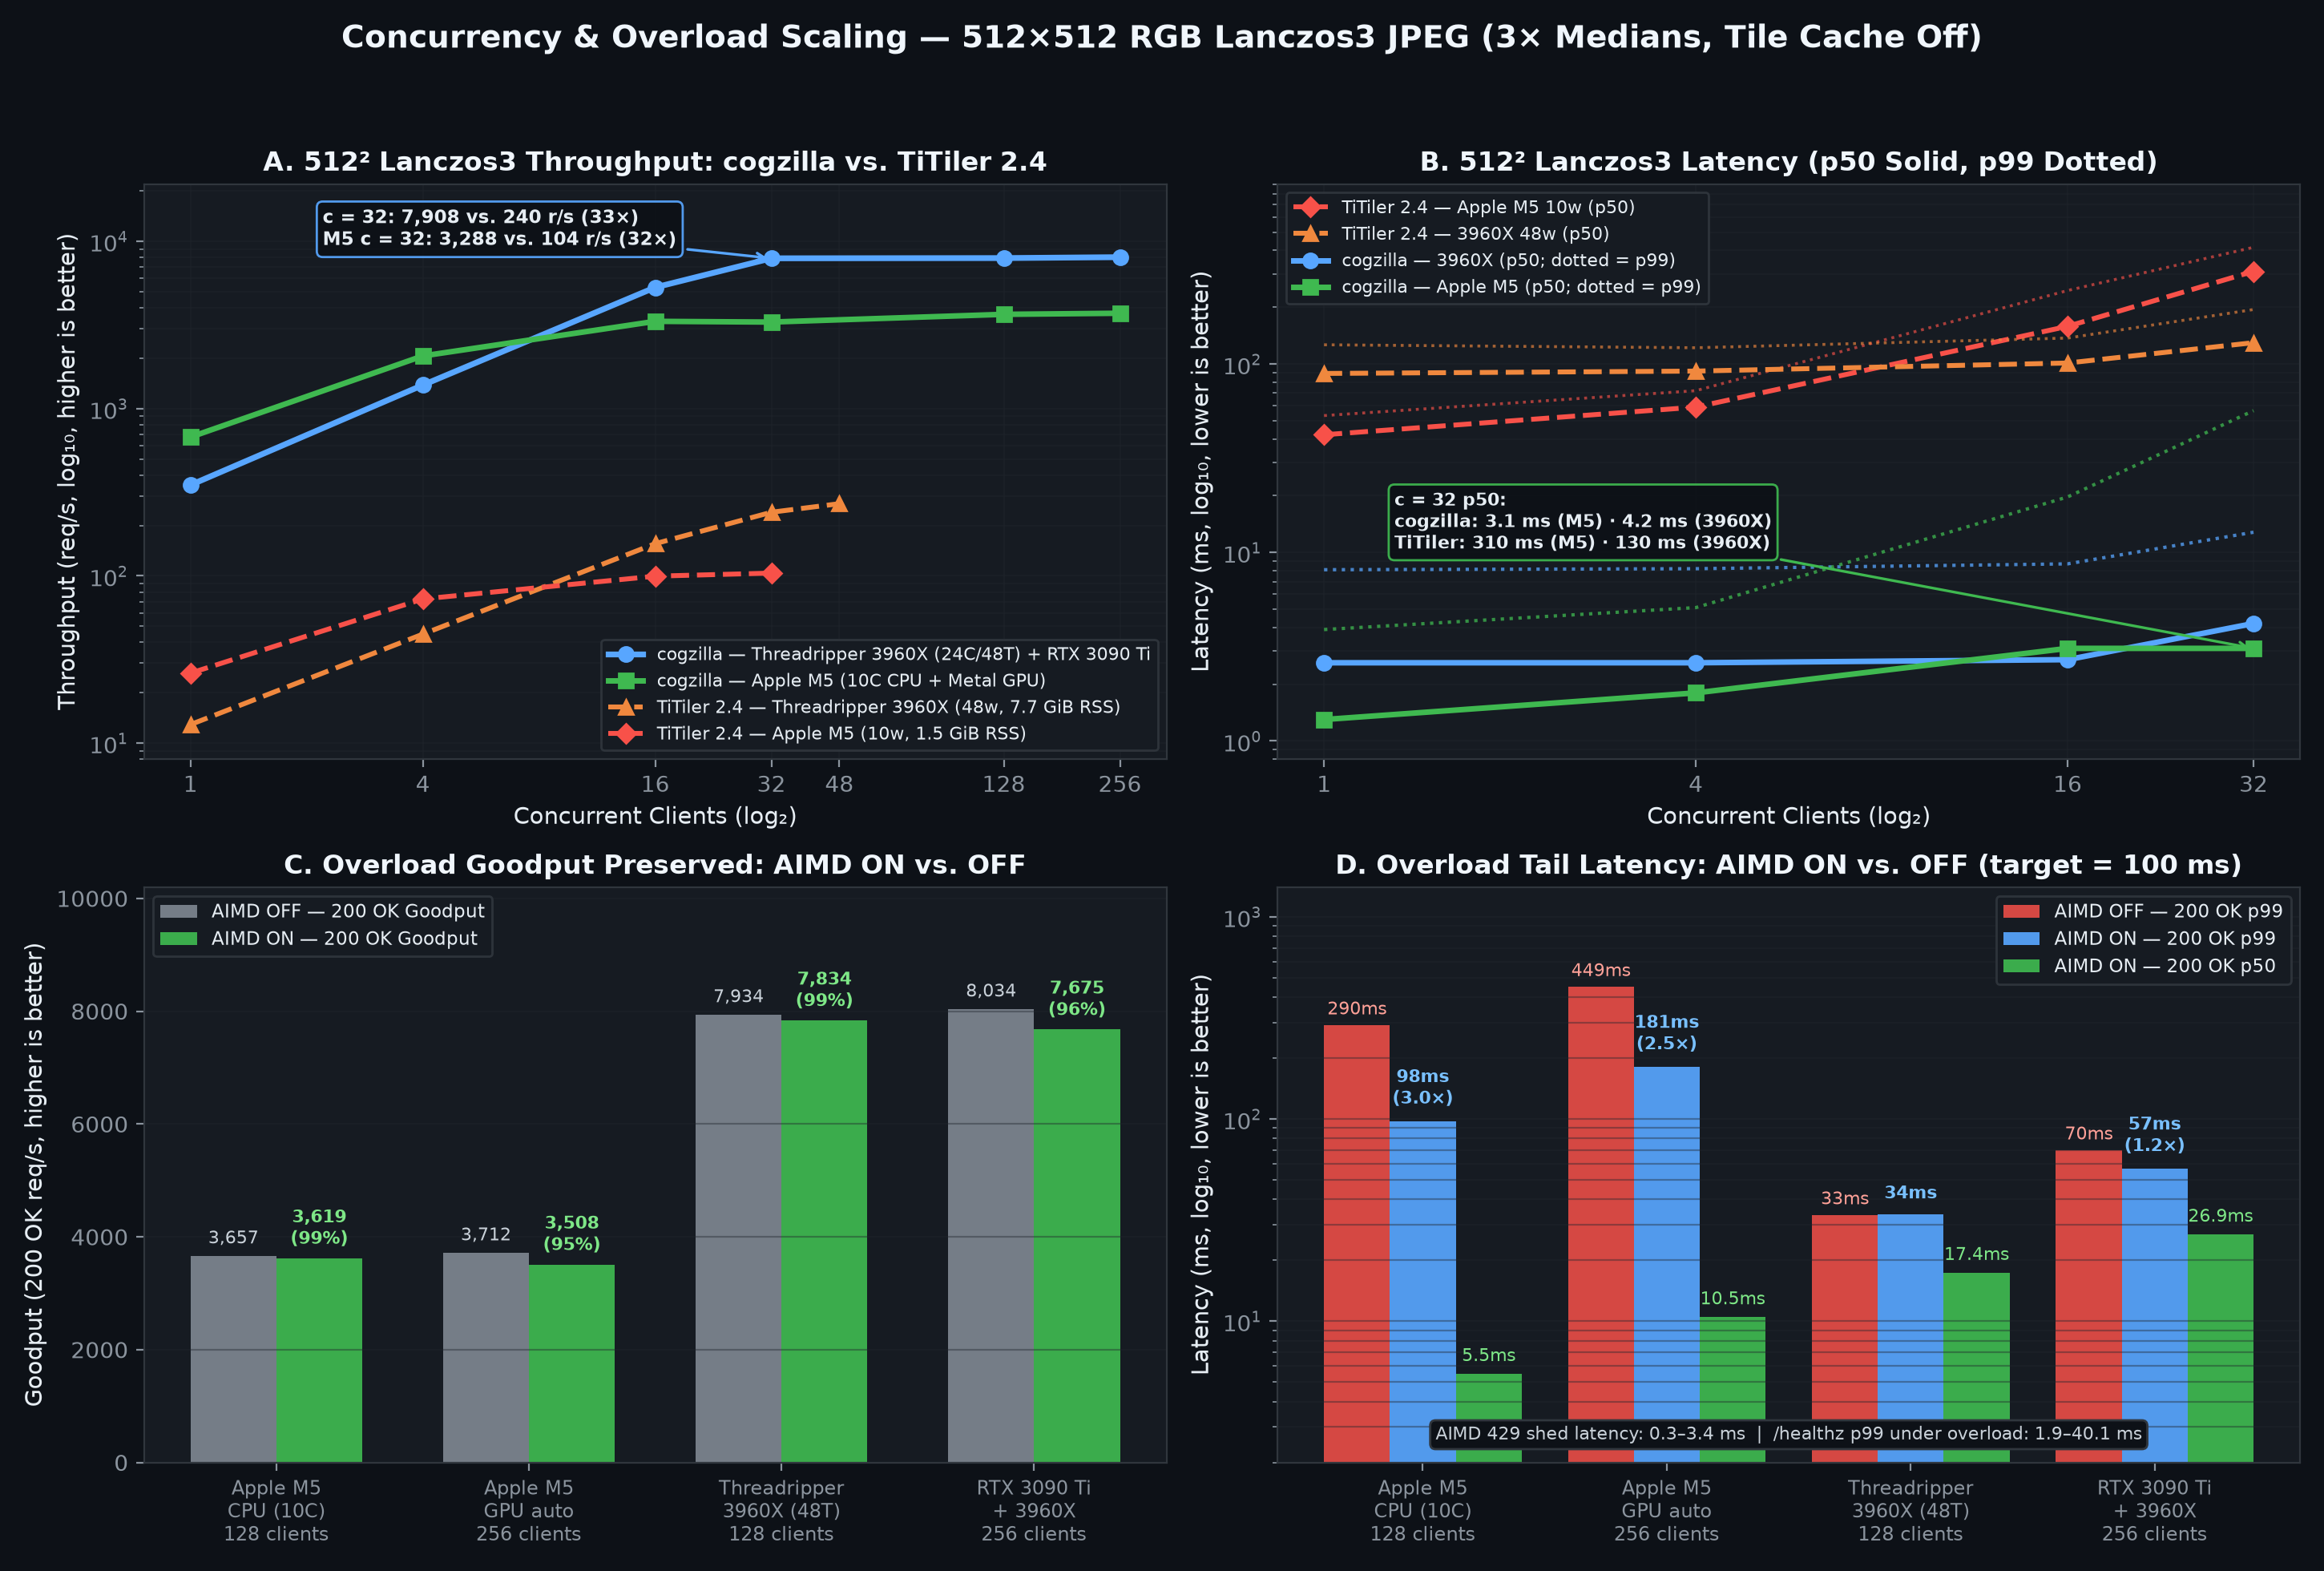 Concurrency & Overload Scaling — 512×512 RGB Lanczos3 JPEG (3× Medians, Tile Cache Off)
A. 512² Lanczos3 Throughput: cogzilla vs. TiTiler 2.4
Throughput (req/s, log₁₀, higher is better)
10⁴
10³
10²
10¹
c = 32: 7,908 vs. 240 r/s (33×)
M5 c = 32: 3,288 vs. 104 r/s (32×)
cogzilla — Threadripper 3960X (24C/48T) + RTX 3090 Ti
cogzilla — Apple M5 (10C CPU + Metal GPU)
TiTiler 2.4 — Threadripper 3960X (48w, 7.7 GiB RSS)
TiTiler 2.4 — Apple M5 (10w, 1.5 GiB RSS)
1 4 16 32 48 128 256
Concurrent Clients (log₂)
B. 512² Lanczos3 Latency (p50 Solid, p99 Dotted)
Latency (ms, log₁₀, lower is better)
TiTiler 2.4 — Apple M5 10w (p50)
TiTiler 2.4 — 3960X 48w (p50)
cogzilla — 3960X (p50; dotted = p99)
cogzilla — Apple M5 (p50; dotted = p99)
10²
10¹
10⁰
c = 32 p50:
cogzilla: 3.1 ms (M5) · 4.2 ms (3960X)
TiTiler: 310 ms (M5) · 130 ms (3960X)
1 4 16 32
Concurrent Clients (log₂)
C. Overload Goodput Preserved: AIMD ON vs. OFF
Goodput (200 OK req/s, higher is better)
10000
8000
6000
4000
2000
0
AIMD OFF — 200 OK Goodput
AIMD ON — 200 OK Goodput
3,657
3,619
(99%)
3,712
3,508
(95%)
7,934
7,834
(99%)
8,034
7,675
(96%)
Apple M5
CPU (10C)
128 clients
Apple M5
GPU auto
256 clients
Threadripper
3960X (48T)
128 clients
RTX 3090 Ti
+ 3960X
256 clients
D. Overload Tail Latency: AIMD ON vs. OFF (target = 100 ms)
Latency (ms, log₁₀, lower is better)
10³
10²
10¹
AIMD OFF — 200 OK p99
AIMD ON — 200 OK p99
AIMD ON — 200 OK p50
290ms
98ms
(3.0×)
5.5ms
449ms
181ms
(2.5×)
10.5ms
33ms
34ms
17.4ms
70ms
57ms
(1.2×)
26.9ms
AIMD 429 shed latency: 0.3–3.4 ms | /healthz p99 under overload: 1.9–40.1 ms
Apple M5
CPU (10C)
128 clients
Apple M5
GPU auto
256 clients
Threadripper
3960X (48T)
128 clients
RTX 3090 Ti
+ 3960X
256 clients